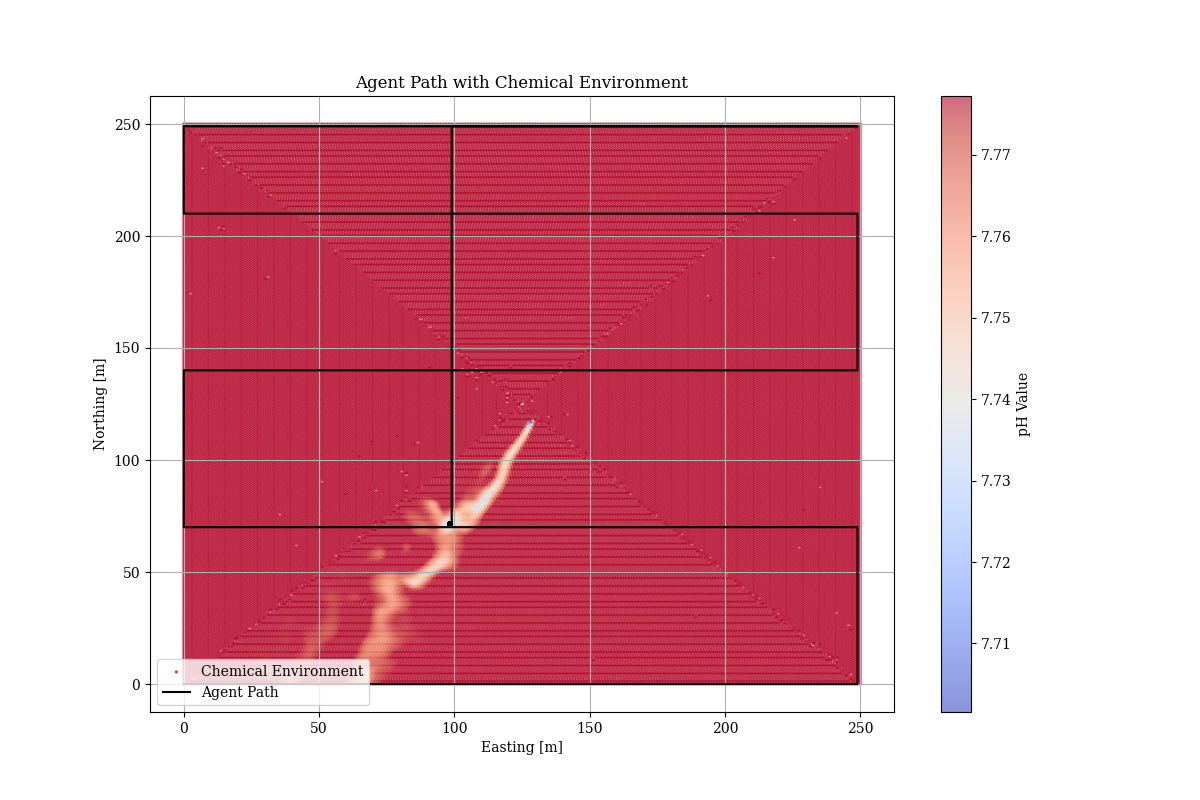 Agent Path with Chemical Environment
250
200
150
100
50
0
Northing [m]
Chemical Environment
Agent Path
0 50 100 150 200 250
Easting [m]
7.77
7.76
7.75
7.74
7.73
7.72
7.71
pH Value